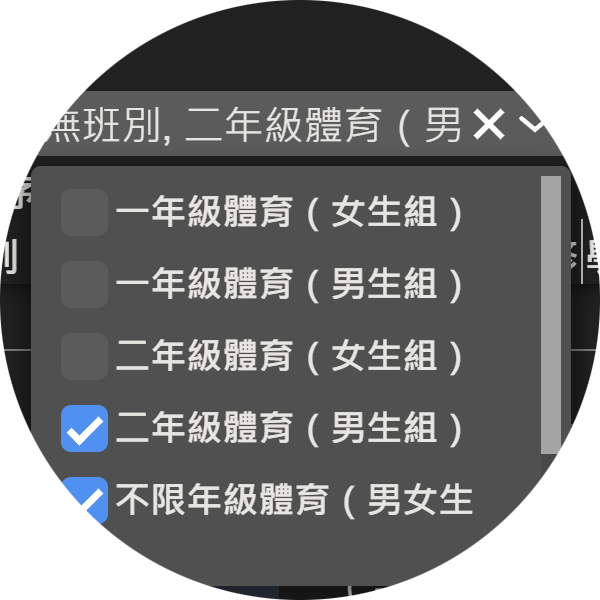 無班別, 二年級體育（男
一年級體育（女生組）
一年級體育（男生組）
二年級體育（女生組）
二年級體育（男生組）
不限年級體育（男女生